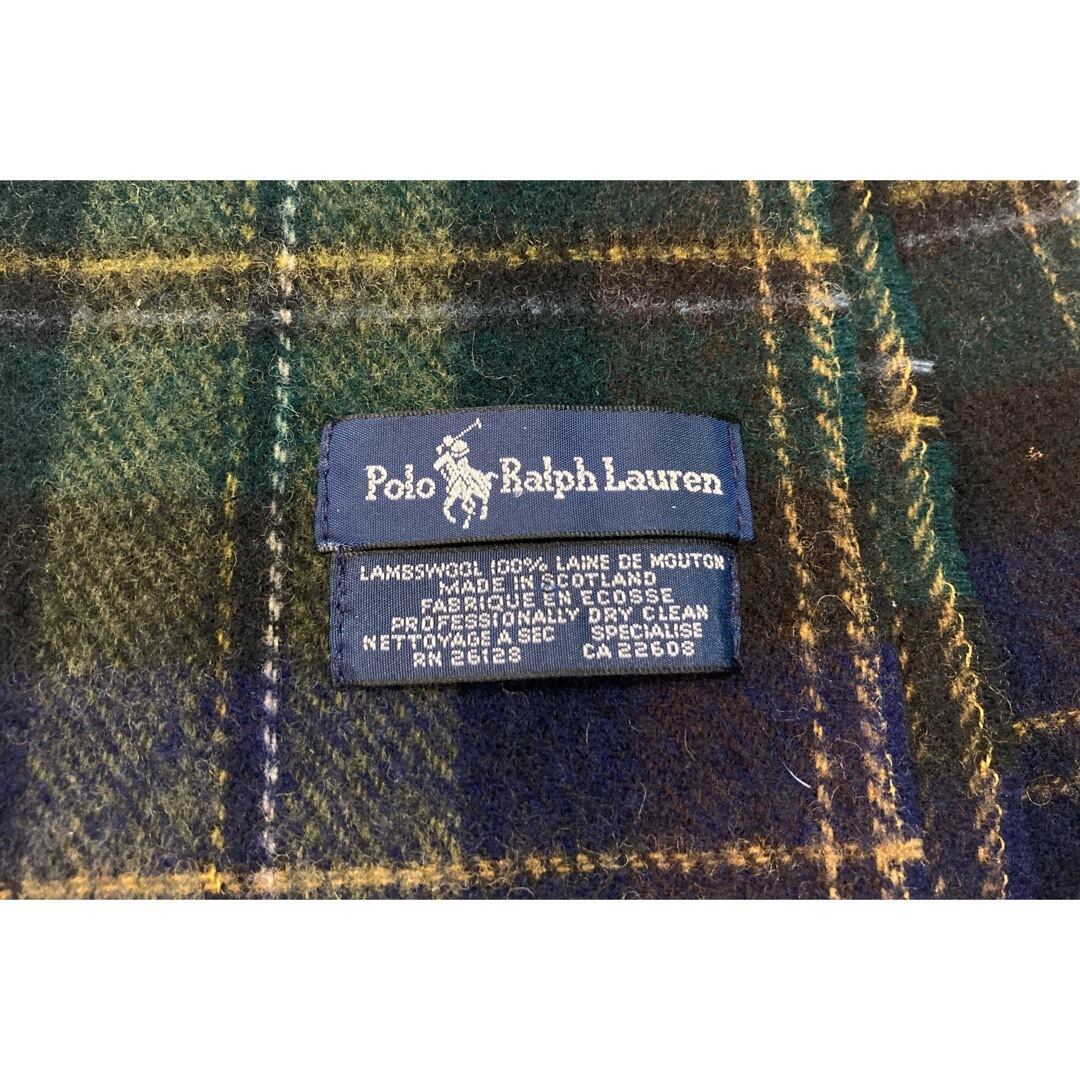 Polo Ralph Lauren
LAMBSWOOL 100% LAINE DE MOUTON
MADE IN SCOTLAND
FABRIQUE EN ECOSSE
PROFESSIONALLY DRY CLEAN
NETTOYAGE A SEC SPECIALISE
RN 26128 CA 22608